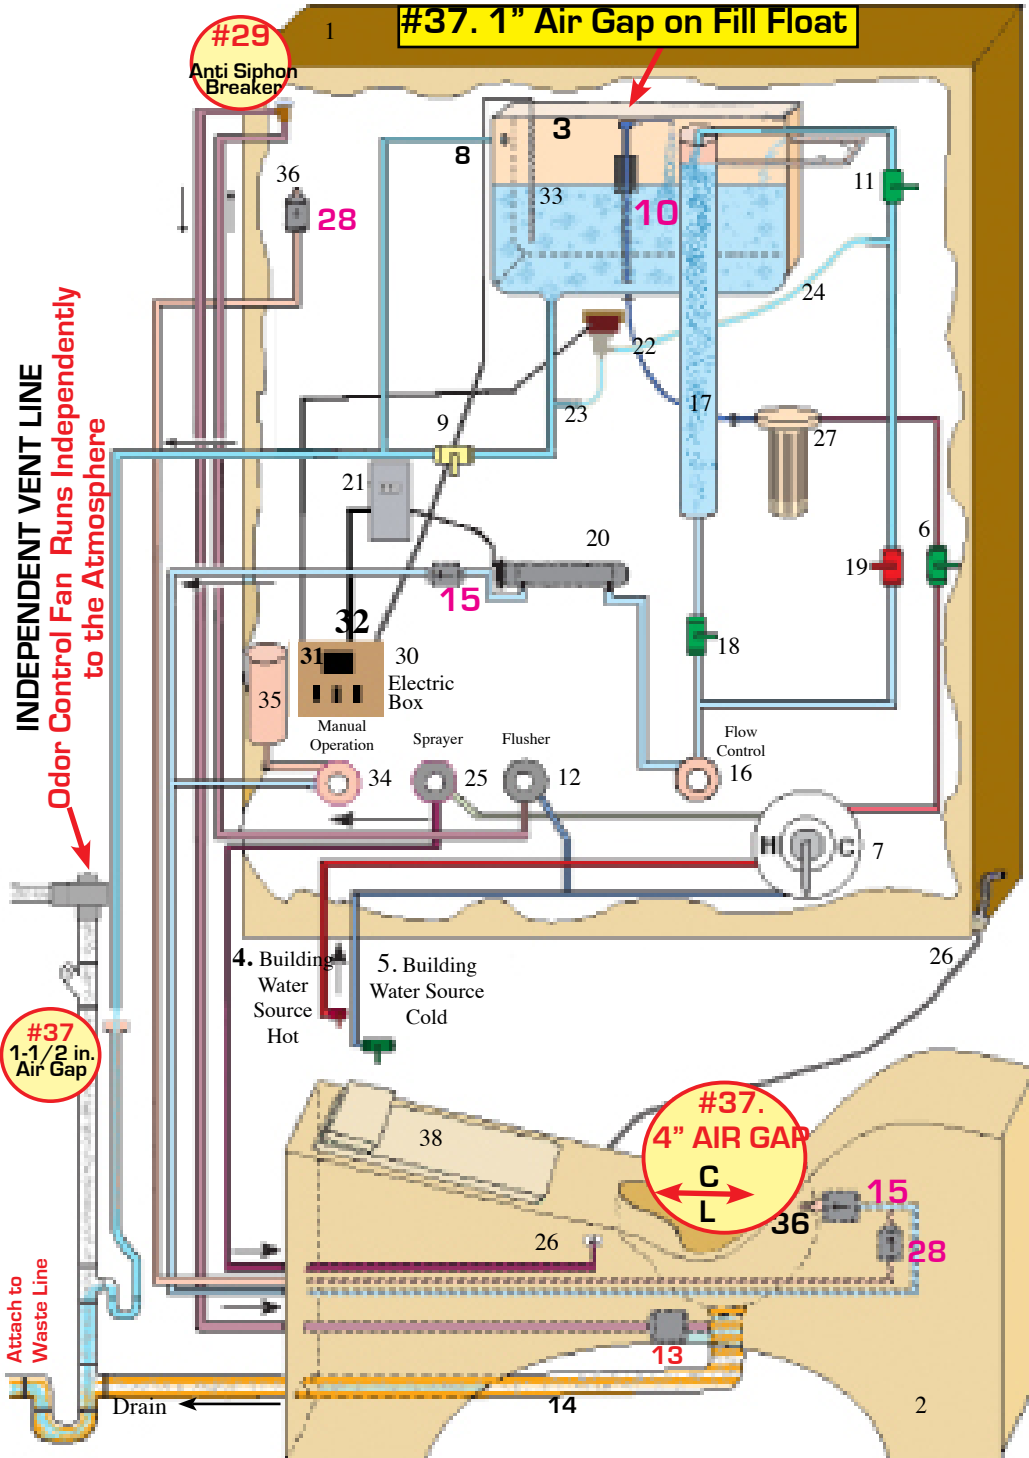 #37. 1” Air Gap on Fill Float
1
#29
Anti Siphon
Breaker
3
8
36
28
33
10
11
24
22
23
17
9
27
21
20
6
19
15
32
18
31
30
Electric
Box
35
Manual
Operation
Sprayer
Flusher
Flow
Control
34
25
12
16
H
C
7
INDEPENDENT VENT LINE
Odor Control Fan Runs Independently
to the Atmosphere
4. Building
Water
Source
Hot
5. Building
Water Source
Cold
26
#37
1-1/2 in.
Air Gap
38
#37.
4” AIR GAP
C
L
15
36
28
26
13
14
2
Attach to
Waste Line
Drain